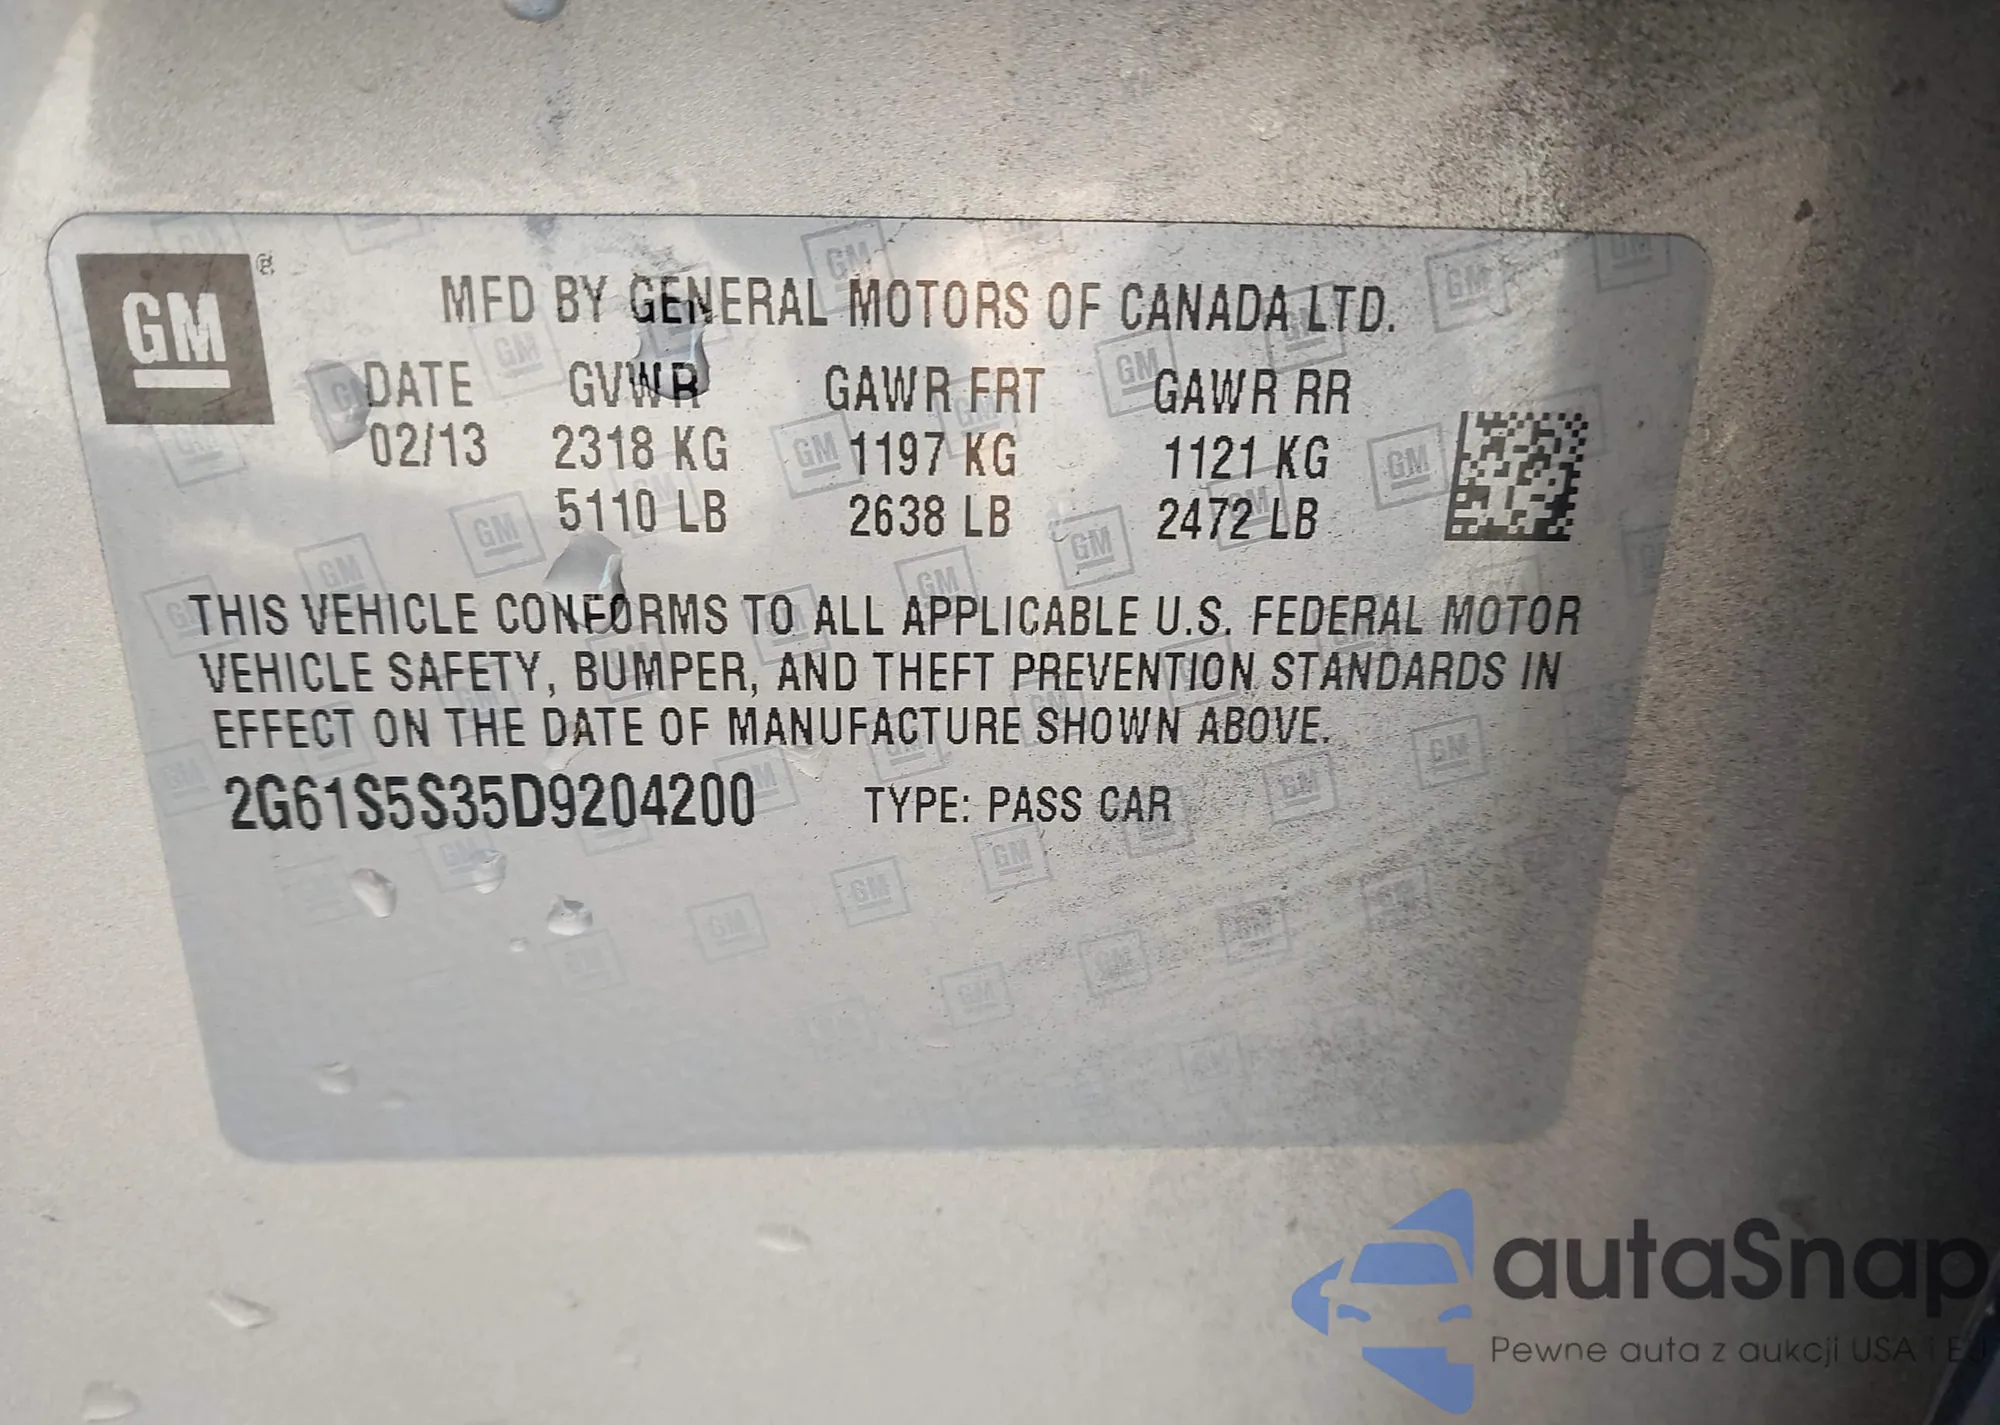 GM
MFD BY GENERAL MOTORS OF CANADA LTD.
DATE GVWR GAWR FRT GAWR RR
02/13 2318 KG 1197 KG 1121 KG
5110 LB 2638 LB 2472 LB
THIS VEHICLE CONFORMS TO ALL APPLICABLE U.S. FEDERAL MOTOR
VEHICLE SAFETY, BUMPER, AND THEFT PREVENTION STANDARDS IN
EFFECT ON THE DATE OF MANUFACTURE SHOWN ABOVE.
2G61S5S35D9204200 TYPE: PASS CAR
autaSnap
Pewne auta z aukcji USA i